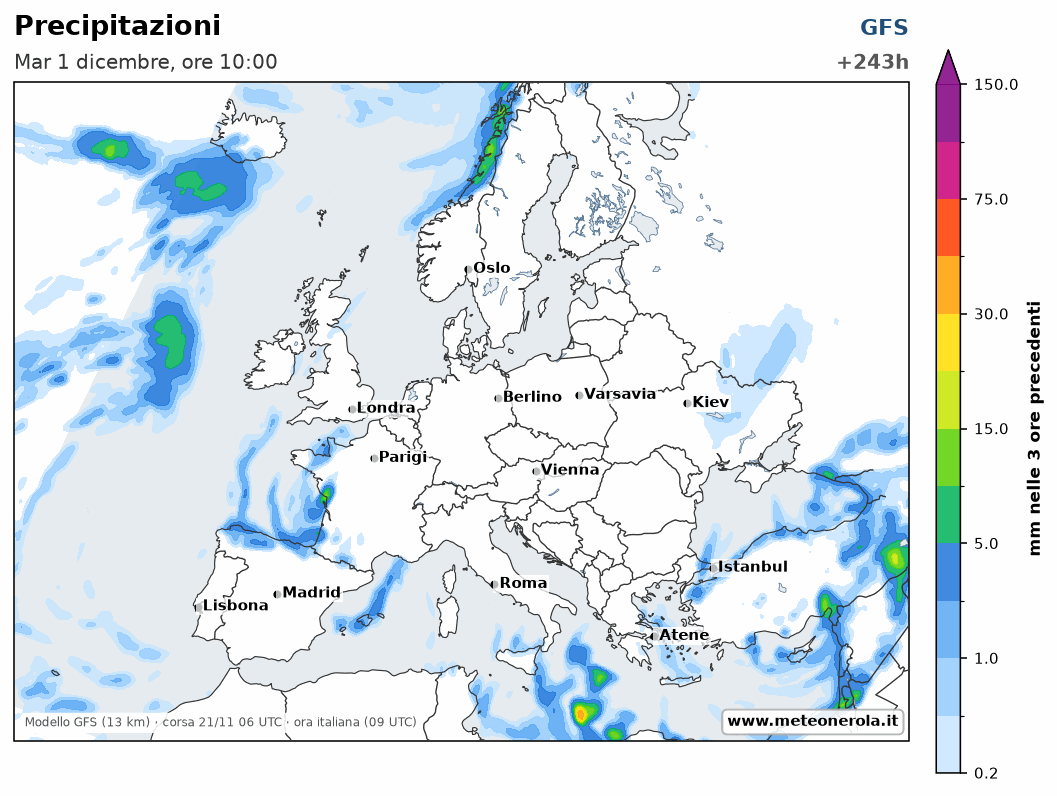 Precipitazioni
GFS
Mar 1 dicembre, ore 10:00
+243h
150.0
75.0
30.0
15.0
5.0
1.0
0.2
mm nelle 3 ore precedenti
Oslo
Berlino
Varsavia
Kiev
Londra
Parigi
Vienna
Istanbul
Roma
Madrid
Lisbona
Atene
Modello GFS (13 km) · corsa 21/11 06 UTC · ora italiana (09 UTC)
www.meteonerola.it